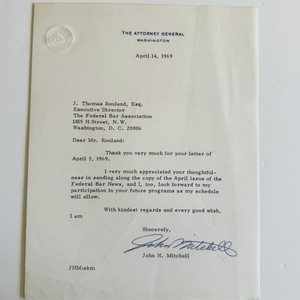 THE ATTORNEY GENERAL
WASHINGTON
April 14, 1969
J. Thomas Rouland, Esq.
Executive Director
The Federal Bar Association
1815 H Street, N.W.
Washington, D. C. 20006
Dear Mr. Rouland:
Thank you very much for your letter of
April 3, 1969.
I very much appreciated your thoughtful-
ness in sending along the copy of the April issue of the
Federal Bar News, and I, too, look forward to my
participation in your future programs as my schedule
will allow.
With kindest regards and every good wish,
I am
Sincerely,
John Mitchell
John N. Mitchell